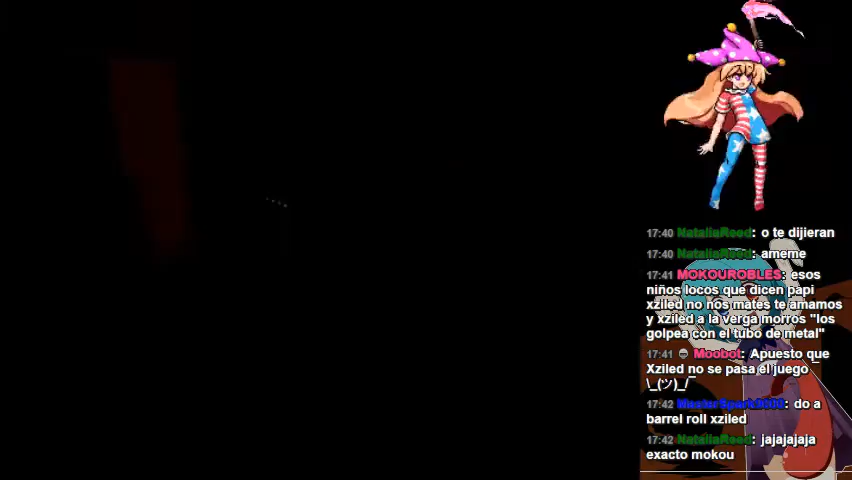 17:40 NataliaReed: o te dijieran
17:40 NataliaReed: ameme
17:41 MOKOUROBLES: esos
niños locos que dicen papi
xziled no nos mates te amamos
y xziled a la verga morros "los
golpea con el tubo de metal"
17:41 Moobot: Apuesto que
Xziled no se pasa el juego
\_(ツ)_/¯
17:42 MasterSpark9000: do a
barrel roll xziled
17:42 NataliaReed: jajajajaja
exacto mokou